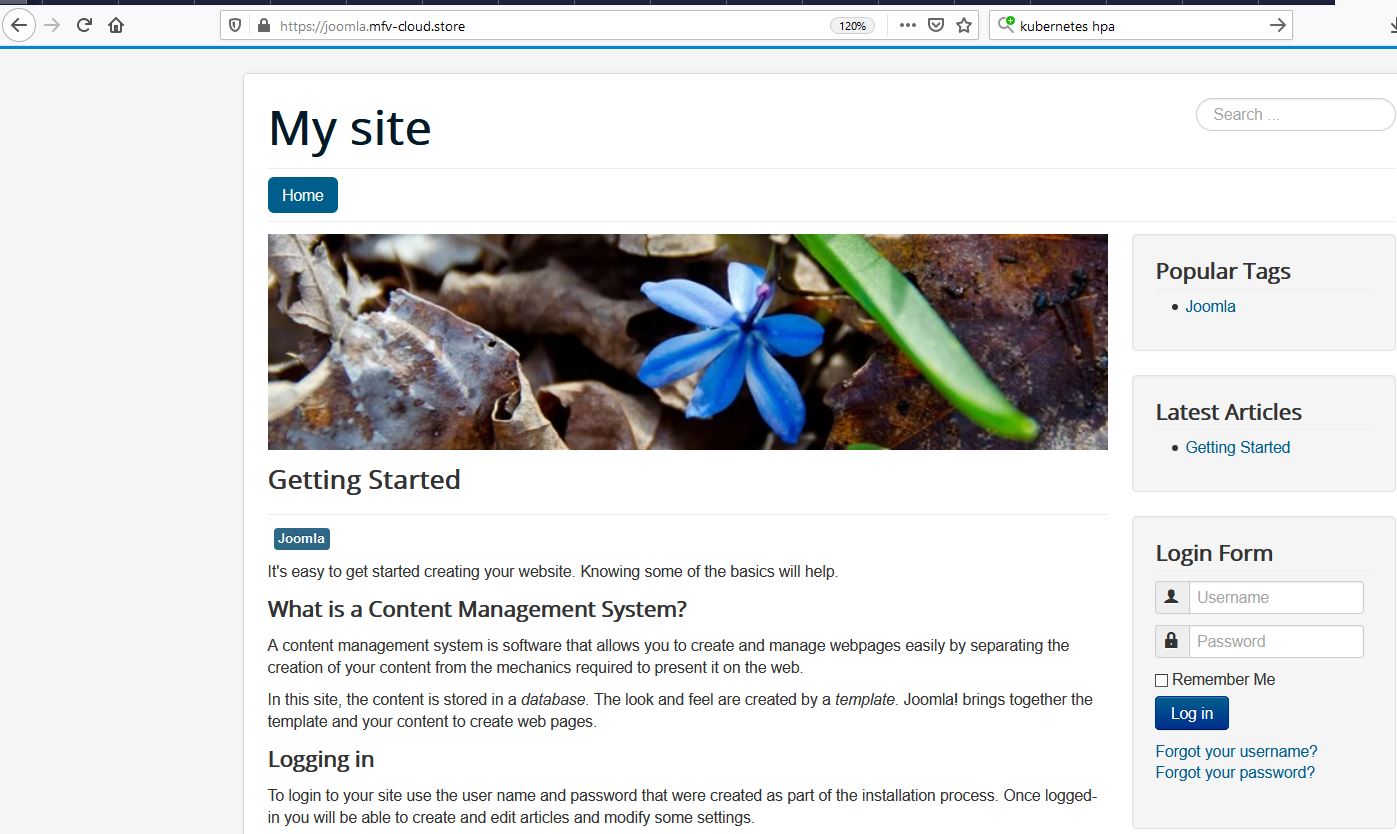 https://joomla.mfv-cloud.store
120%
kubernetes hpa
My site
Search ...
Home
Getting Started
Joomla
It's easy to get started creating your website. Knowing some of the basics will help.
What is a Content Management System?
A content management system is software that allows you to create and manage webpages easily by separating the
creation of your content from the mechanics required to present it on the web.
In this site, the content is stored in a database. The look and feel are created by a template. Joomla! brings together the
template and your content to create web pages.
Logging in
To login to your site use the user name and password that were created as part of the installation process. Once logged-
in you will be able to create and edit articles and modify some settings.
Popular Tags
Joomla
Latest Articles
Getting Started
Login Form
Username
Password
Remember Me
Log in
Forgot your username?
Forgot your password?